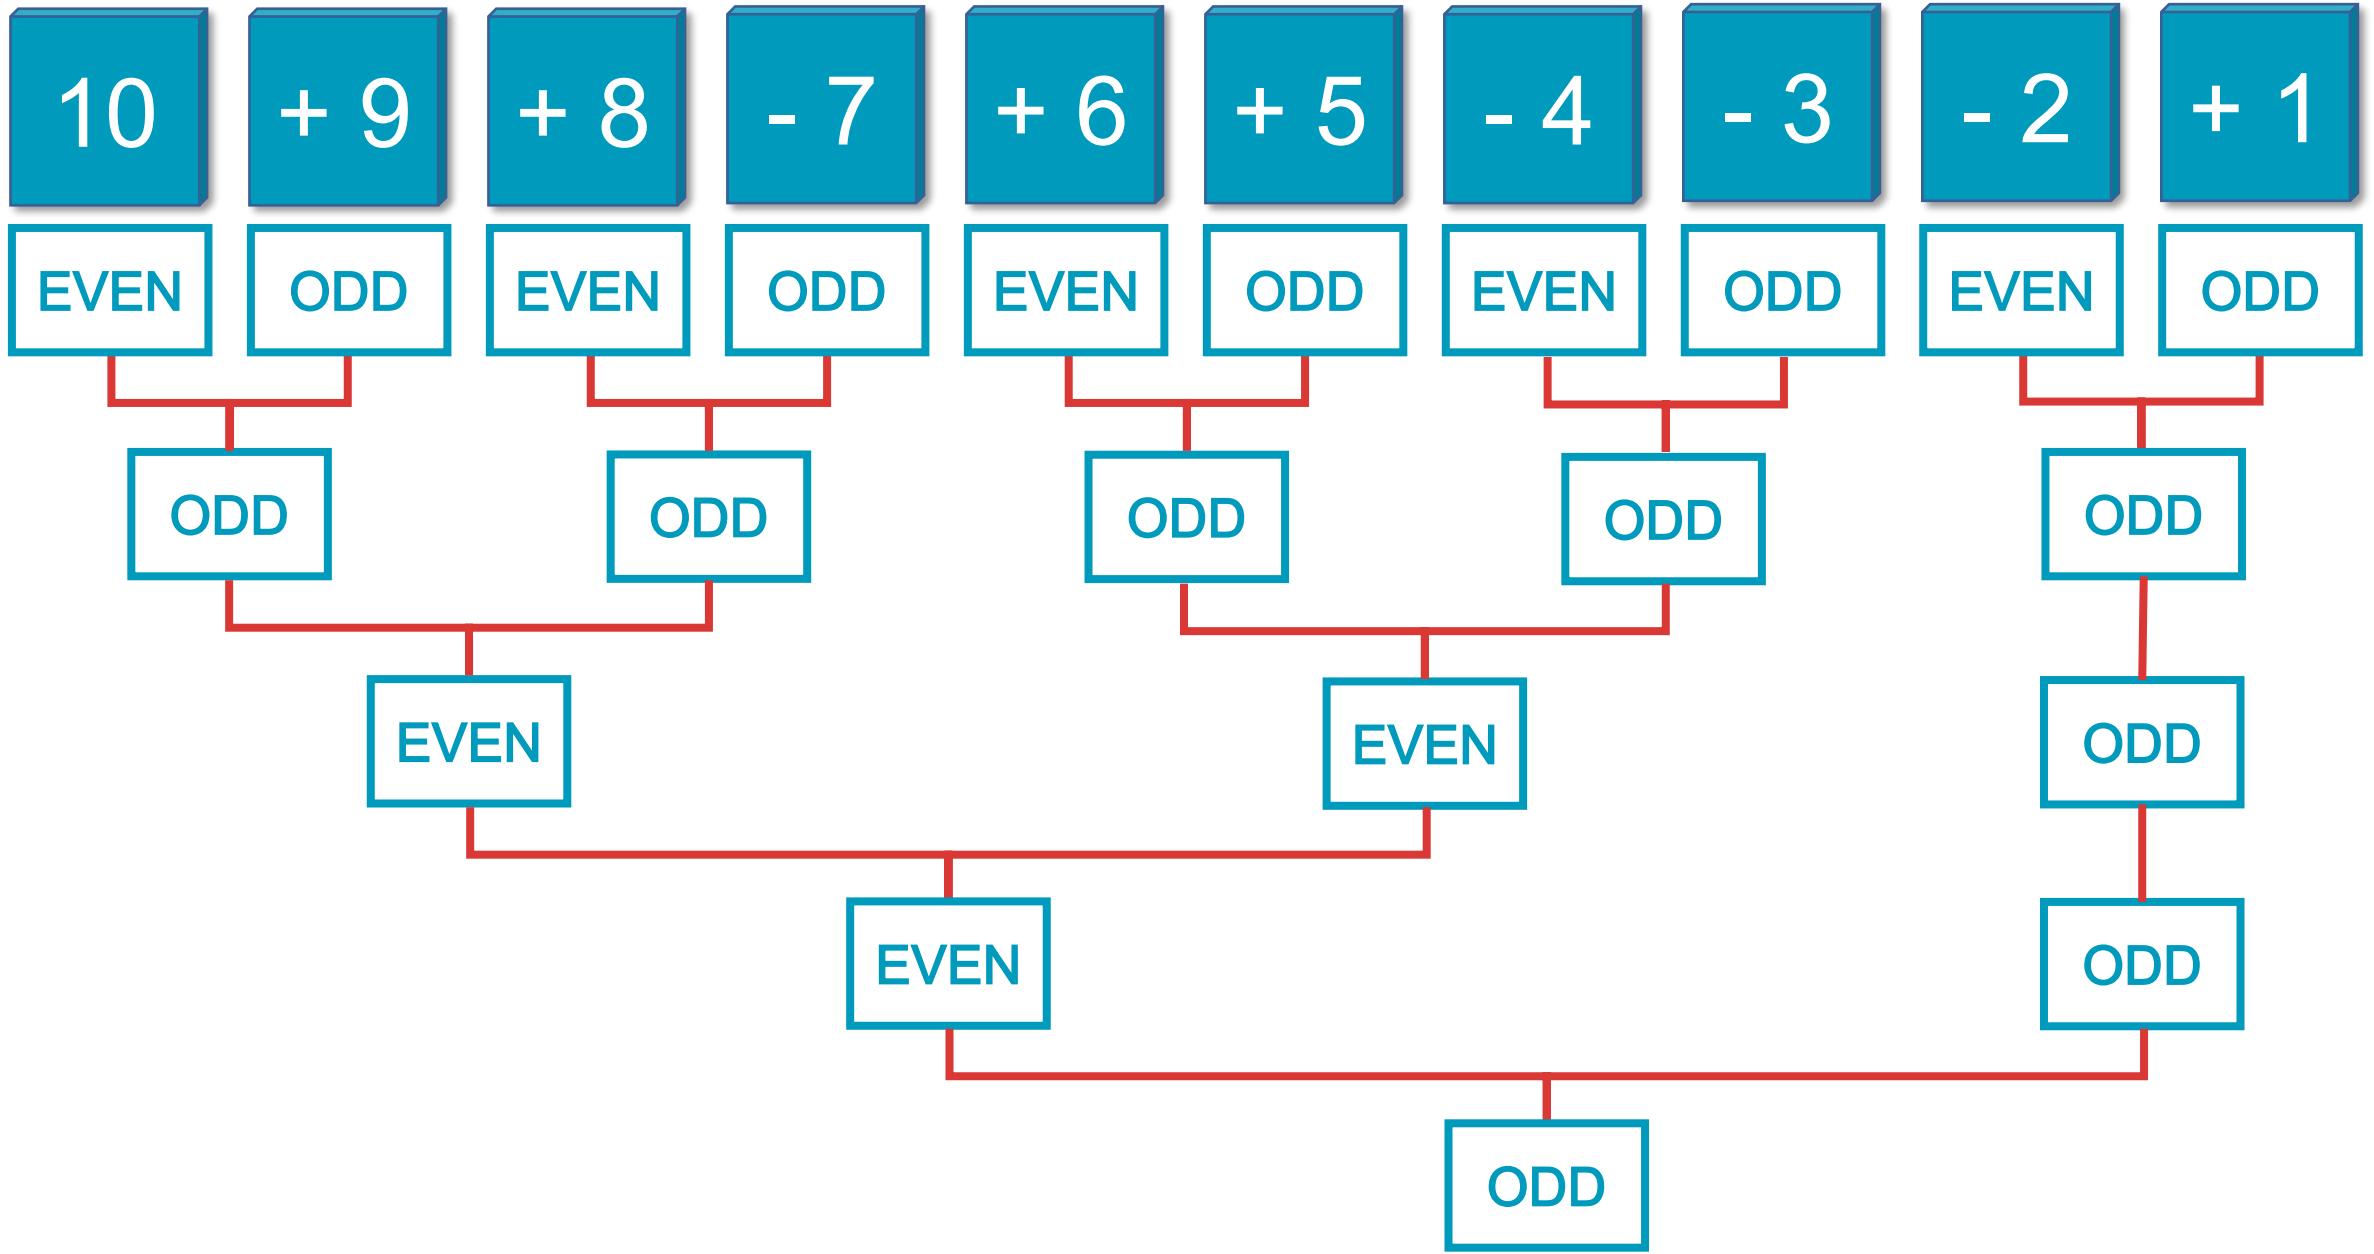 10 + 9 + 8 - 7 + 6 + 5 - 4 - 3 - 2 + 1
EVEN ODD EVEN ODD EVEN ODD EVEN ODD EVEN ODD
ODD ODD ODD ODD ODD
EVEN EVEN ODD
EVEN ODD
ODD